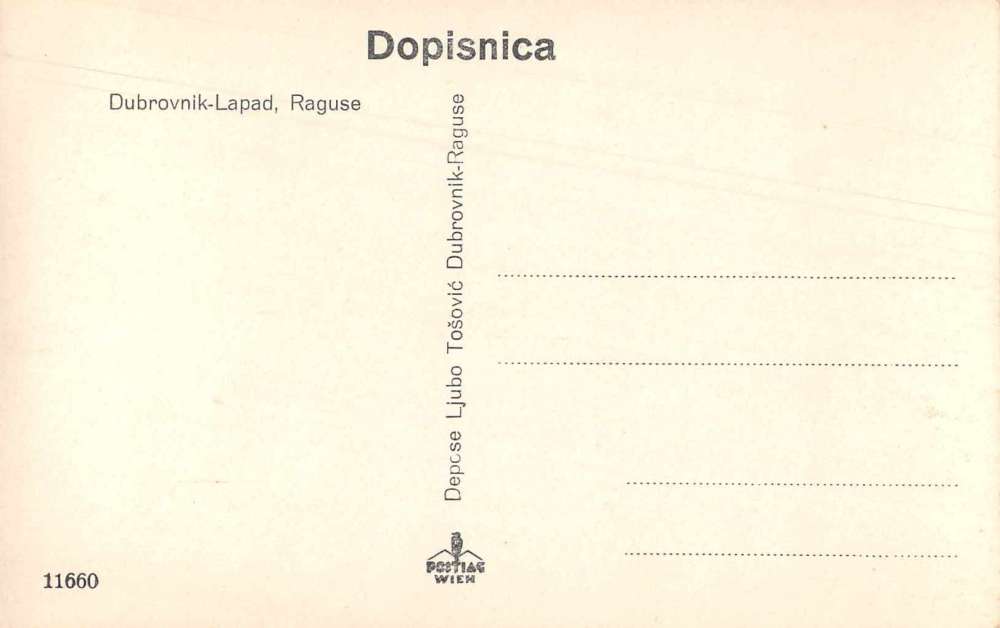 Dopisnica
Dubrovnik-Lapad, Raguse
Depose Ljubo Tošović Dubrovnik-Raguse
POSTIAG
WIEN
11660